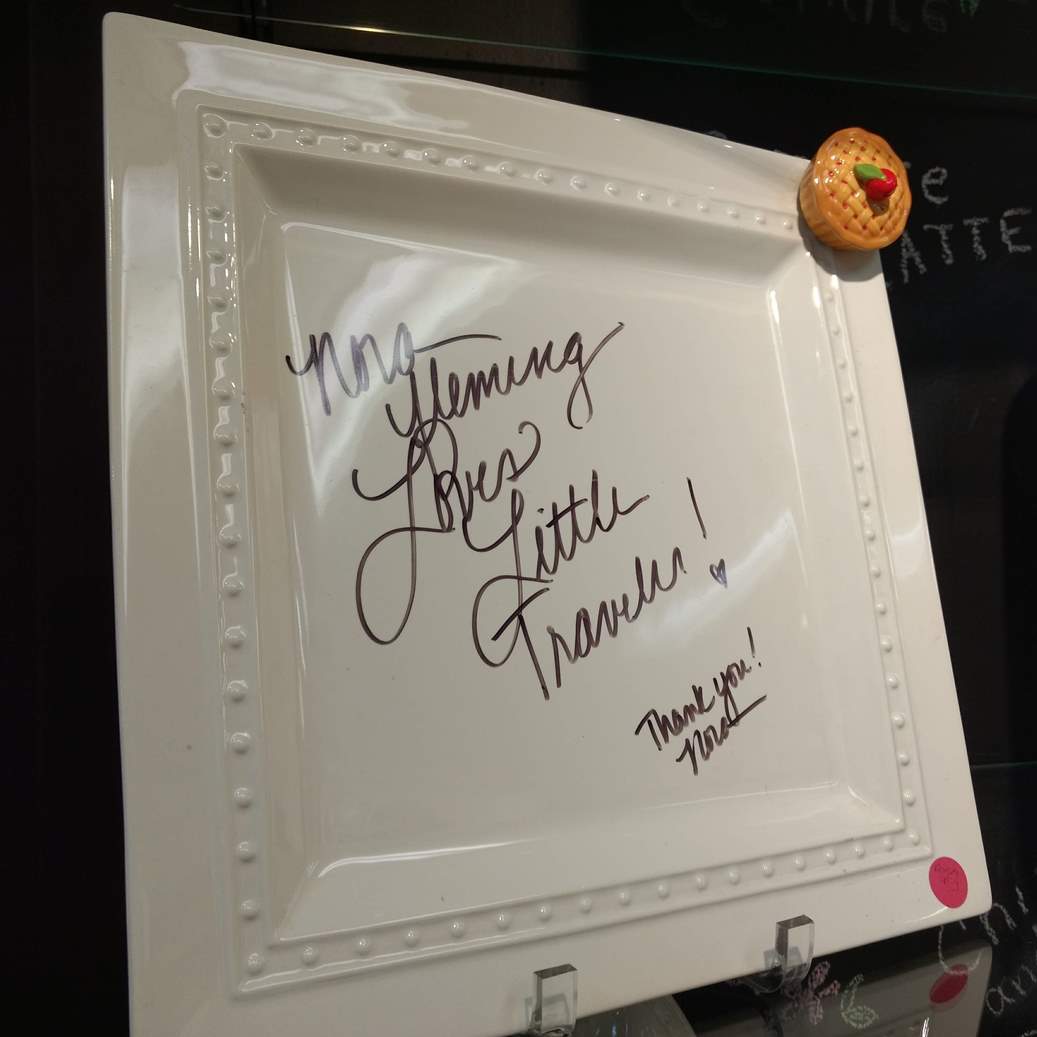 Nora
Fleming
Loves
Little
Traveler!
Thank you!
Nora